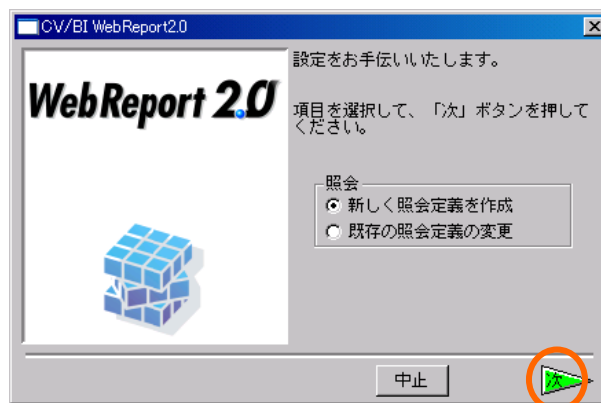 CV/BI WebReport2.0
WebReport 2.0
設定をお手伝いいたします。
項目を選択して、「次」ボタンを押して
ください。
照会
新しく照会定義を作成
既存の照会定義の変更
中止
次